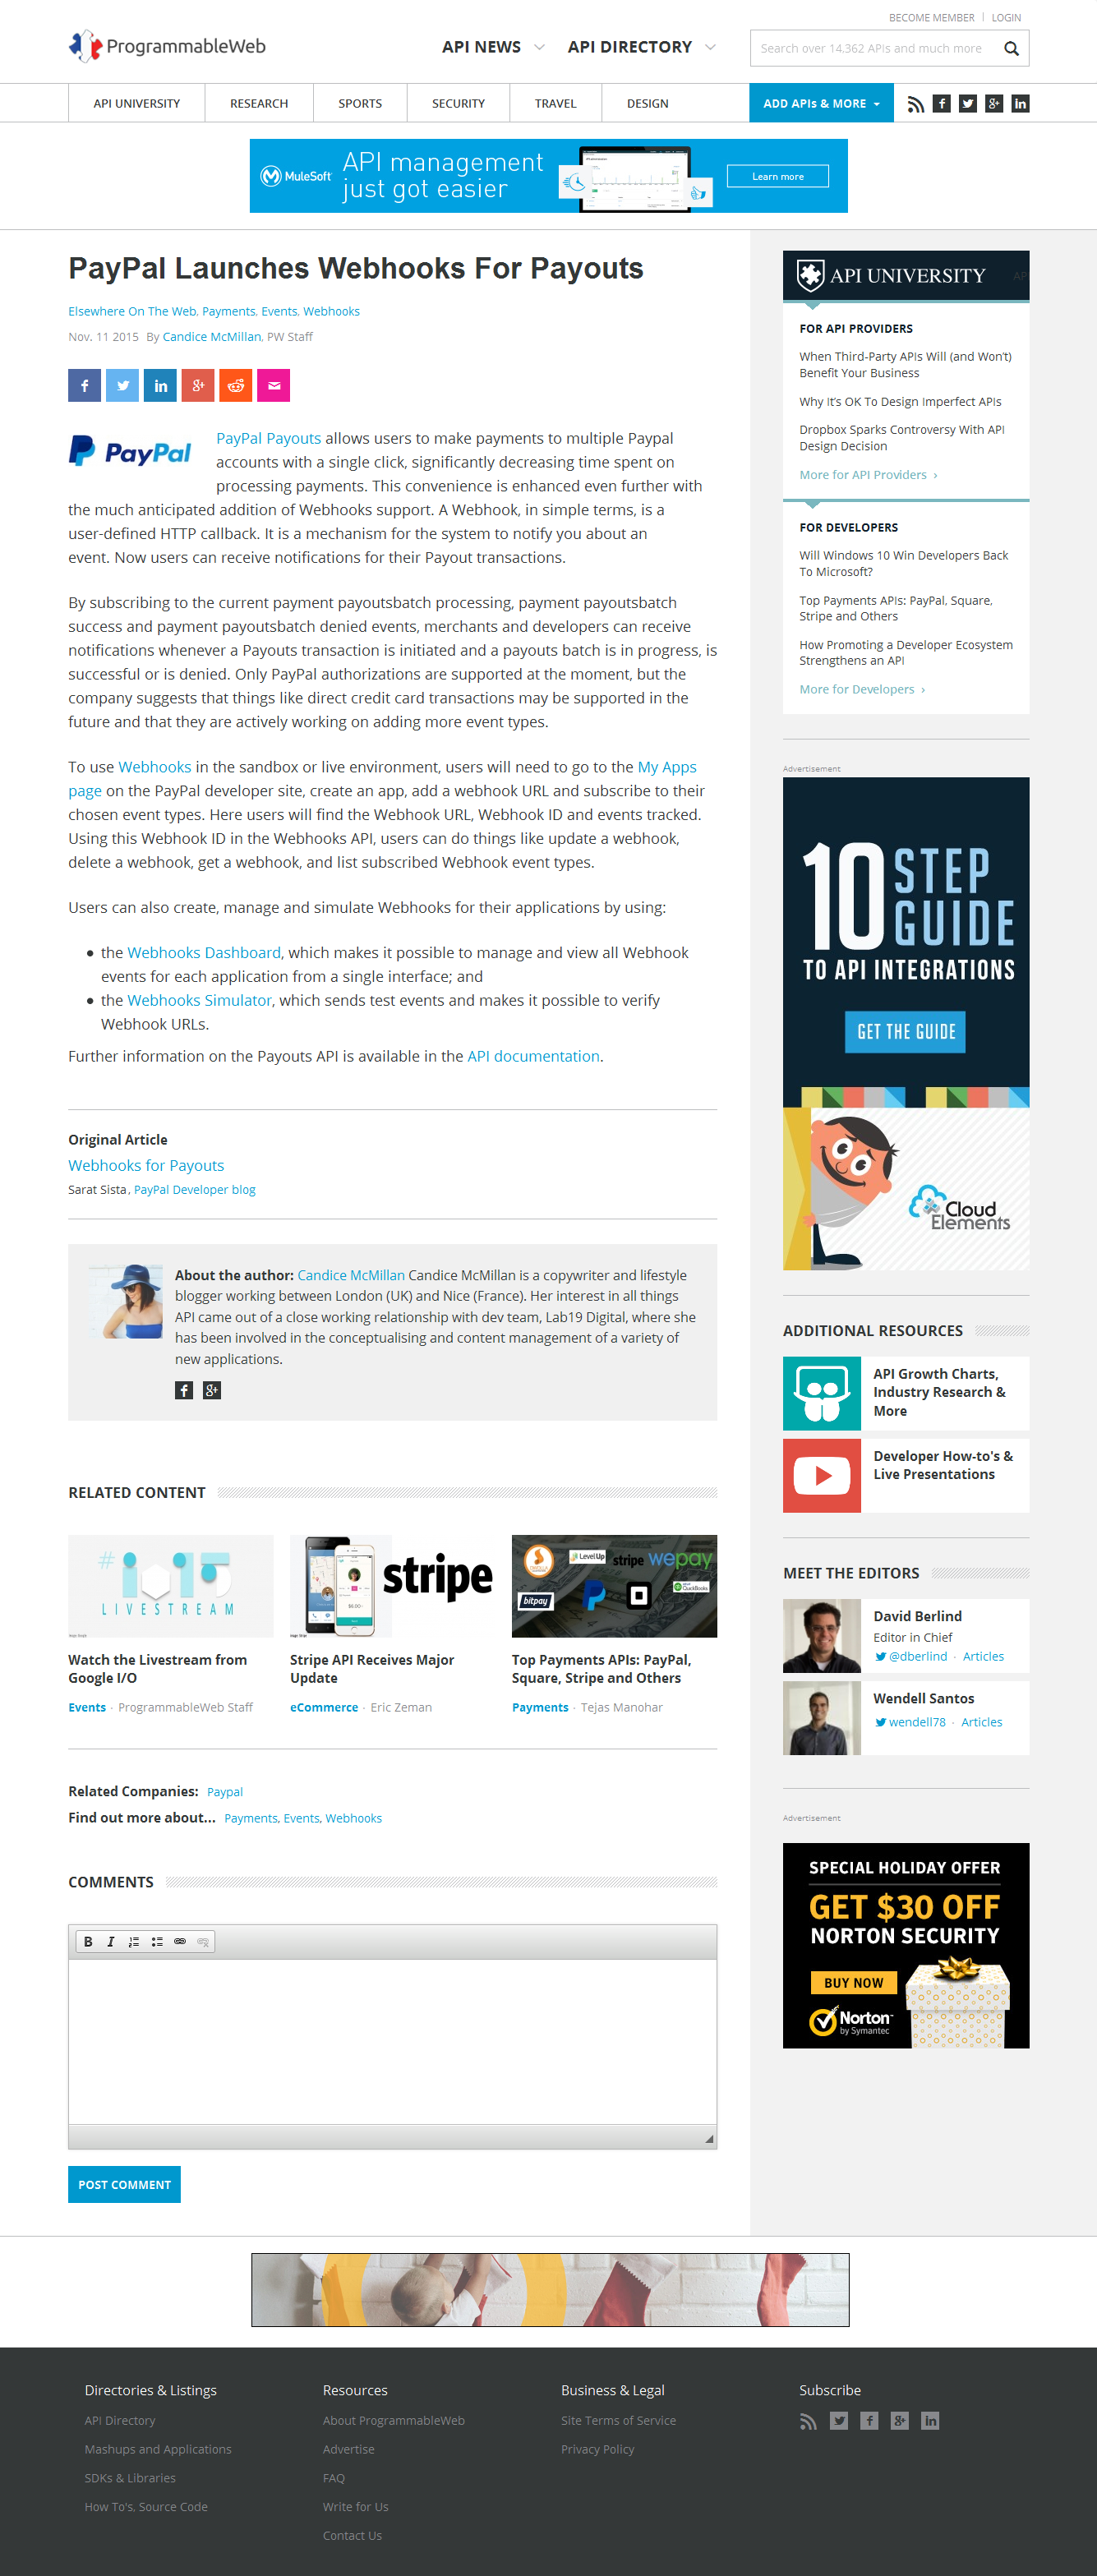 BECOME MEMBER | LOGIN
ProgrammableWeb
API NEWS
API DIRECTORY
Search over 14,362 APIs and much more
API UNIVERSITY
RESEARCH
SPORTS
SECURITY
TRAVEL
DESIGN
ADD APIs & MORE
MuleSoft
API management
just got easier
Learn more
PayPal Launches Webhooks For Payouts
Elsewhere On The Web, Payments, Events, Webhooks
Nov. 11 2015 By Candice McMillan, PW Staff
PayPal
PayPal Payouts allows users to make payments to multiple Paypal
accounts with a single click, significantly decreasing time spent on
processing payments. This convenience is enhanced even further with
the much anticipated addition of Webhooks support. A Webhook, in simple terms, is a
user-defined HTTP callback. It is a mechanism for the system to notify you about an
event. Now users can receive notifications for their Payout transactions.
By subscribing to the current payment payoutsbatch processing, payment payoutsbatch
success and payment payoutsbatch denied events, merchants and developers can receive
notifications whenever a Payouts transaction is initiated and a payouts batch is in progress, is
successful or is denied. Only PayPal authorizations are supported at the moment, but the
company suggests that things like direct credit card transactions may be supported in the
future and that they are actively working on adding more event types.
To use Webhooks in the sandbox or live environment, users will need to go to the My Apps
page on the PayPal developer site, create an app, add a webhook URL and subscribe to their
chosen event types. Here users will find the Webhook URL, Webhook ID and events tracked.
Using this Webhook ID in the Webhooks API, users can do things like update a webhook,
delete a webhook, get a webhook, and list subscribed Webhook event types.
Users can also create, manage and simulate Webhooks for their applications by using:
• the Webhooks Dashboard, which makes it possible to manage and view all Webhook
events for each application from a single interface; and
• the Webhooks Simulator, which sends test events and makes it possible to verify
Webhook URLs.
Further information on the Payouts API is available in the API documentation.
Original Article
Webhooks for Payouts
Sarat Sista, PayPal Developer blog
About the author: Candice McMillan Candice McMillan is a copywriter and lifestyle
blogger working between London (UK) and Nice (France). Her interest in all things
API came out of a close working relationship with dev team, Lab19 Digital, where she
has been involved in the conceptualising and content management of a variety of
new applications.
RELATED CONTENT
#io15
LIVESTREAM
Watch the Livestream from
Google I/O
Events · ProgrammableWeb Staff
stripe
Stripe API Receives Major
Update
eCommerce · Eric Zeman
LevelUp
stripe
wepay
bitpay
QuickBooks
Top Payments APIs: PayPal,
Square, Stripe and Others
Payments · Tejas Manohar
Related Companies: Paypal
Find out more about... Payments, Events, Webhooks
COMMENTS
B I
POST COMMENT
API UNIVERSITY
FOR API PROVIDERS
When Third-Party APIs Will (and Won't)
Benefit Your Business
Why It's OK To Design Imperfect APIs
Dropbox Sparks Controversy With API
Design Decision
More for API Providers ›
FOR DEVELOPERS
Will Windows 10 Win Developers Back
To Microsoft?
Top Payments APIs: PayPal, Square,
Stripe and Others
How Promoting a Developer Ecosystem
Strengthens an API
More for Developers ›
Advertisement
10 STEP
GUIDE
TO API INTEGRATIONS
GET THE GUIDE
Cloud
Elements
ADDITIONAL RESOURCES
API Growth Charts,
Industry Research &
More
Developer How-to's &
Live Presentations
MEET THE EDITORS
David Berlind
Editor in Chief
@dberlind · Articles
Wendell Santos
wendell78 · Articles
Advertisement
SPECIAL HOLIDAY OFFER
GET $30 OFF
NORTON SECURITY
BUY NOW
Norton
by Symantec
Directories & Listings
API Directory
Mashups and Applications
SDKs & Libraries
How To's, Source Code
Resources
About ProgrammableWeb
Advertise
FAQ
Write for Us
Contact Us
Business & Legal
Site Terms of Service
Privacy Policy
Subscribe